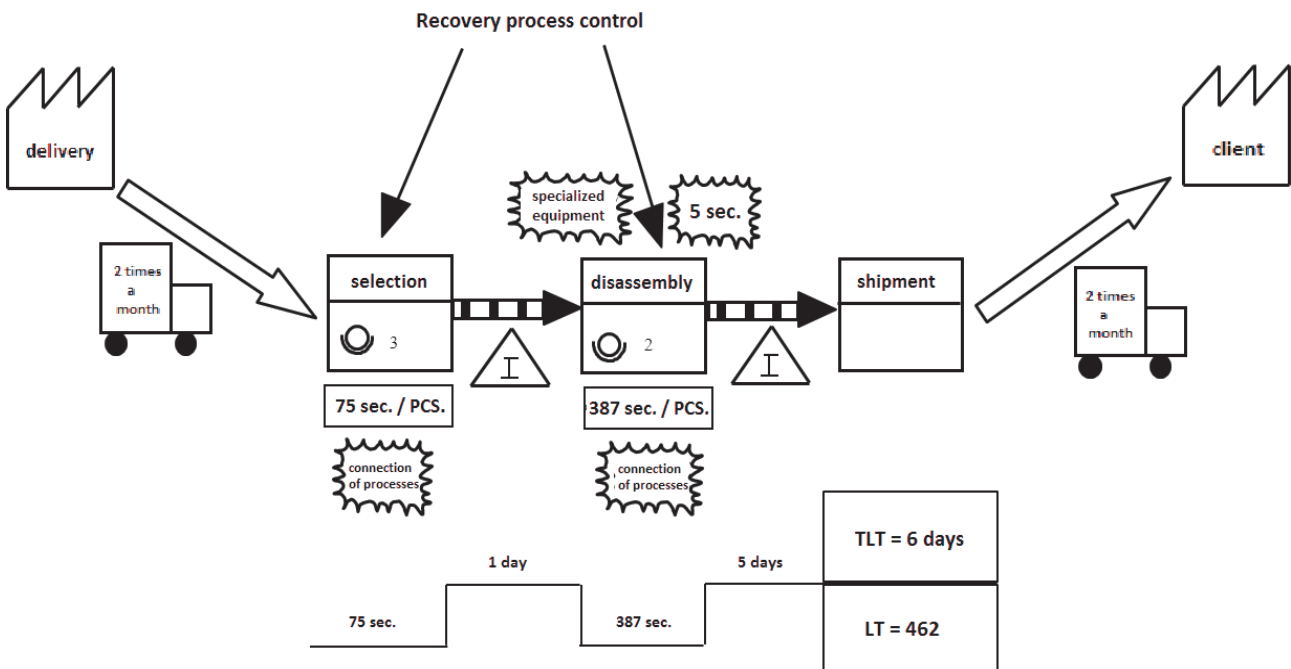 Recovery process control
delivery
client
specialized
equipment
5 sec.
2 times
a
month
selection
disassembly
shipment
2 times
a
month
3
2
I
I
75 sec. / PCS.
387 sec. / PCS.
connection
of processes
connection
of processes
TLT = 6 days
1 day
5 days
75 sec.
387 sec.
LT = 462